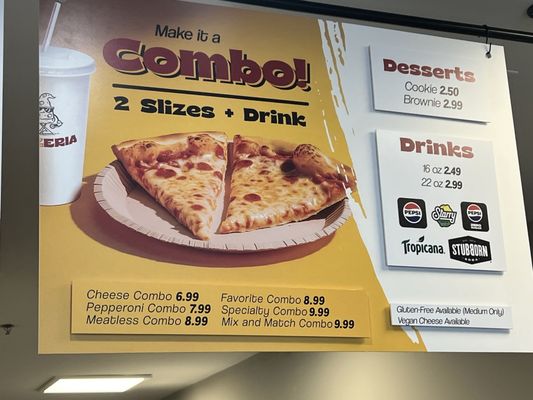 Make it a
Combo!
2 Slizes + Drink
ERIA
Cheese Combo 6.99
Pepperoni Combo 7.99
Meatless Combo 8.99
Favorite Combo 8.99
Specialty Combo 9.99
Mix and Match Combo 9.99
Desserts
Cookie 2.50
Brownie 2.99
Drinks
16 oz 2.49
22 oz 2.99
PEPSI
Starry
PEPSI
Tropicana
STUBBORN
Gluten-Free Available (Medium Only)
Vegan Cheese Available